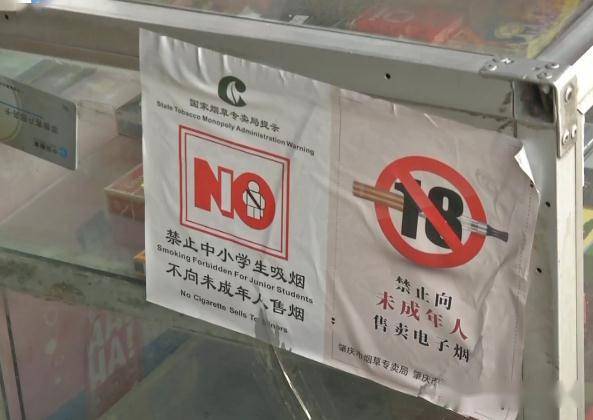 国家烟草专卖局提示
State Tobacco Monopoly Administration Warning
NO
禁止中小学生吸烟
Smoking Forbidden For Junior Students
不向未成年人售烟
No Cigarette Sells To
18
禁止向
未成年人
售卖电子烟
肇庆市烟草专卖局 肇庆市